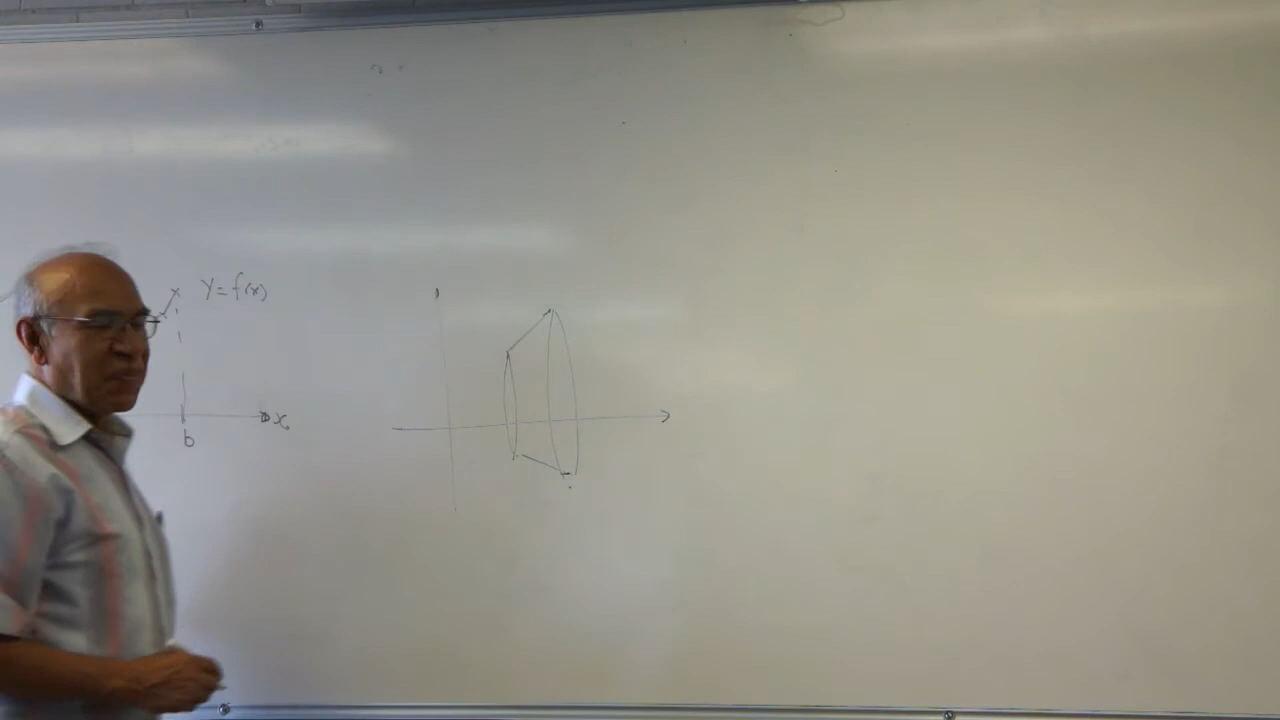 y = f(x)
x
b